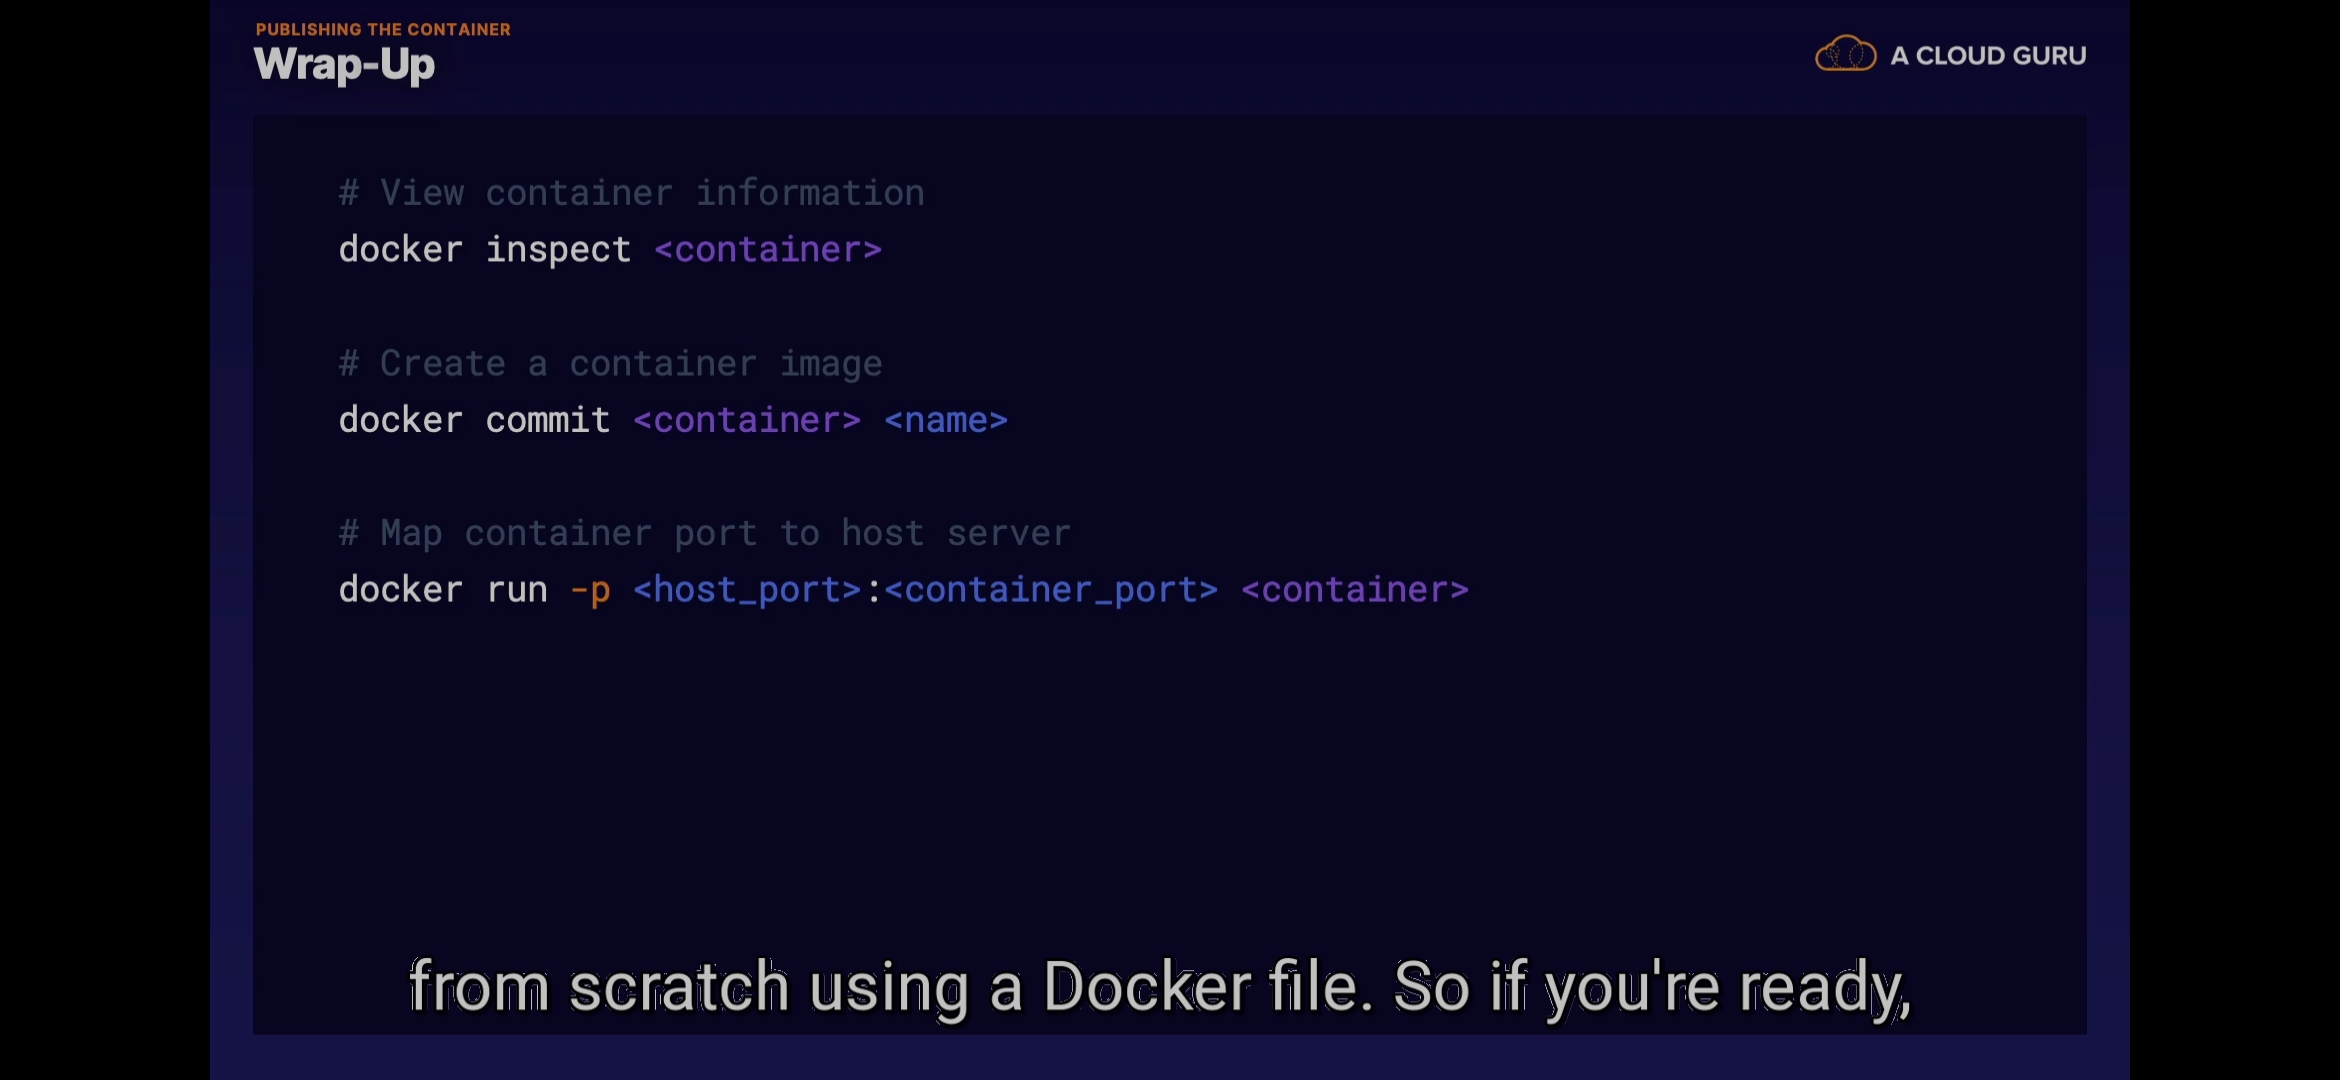 PUBLISHING THE CONTAINER
Wrap-Up
A CLOUD GURU
# View container information
docker inspect <container>
# Create a container image
docker commit <container> <name>
# Map container port to host server
docker run -p <host_port>:<container_port> <container>
from scratch using a Docker file. So if you're ready,